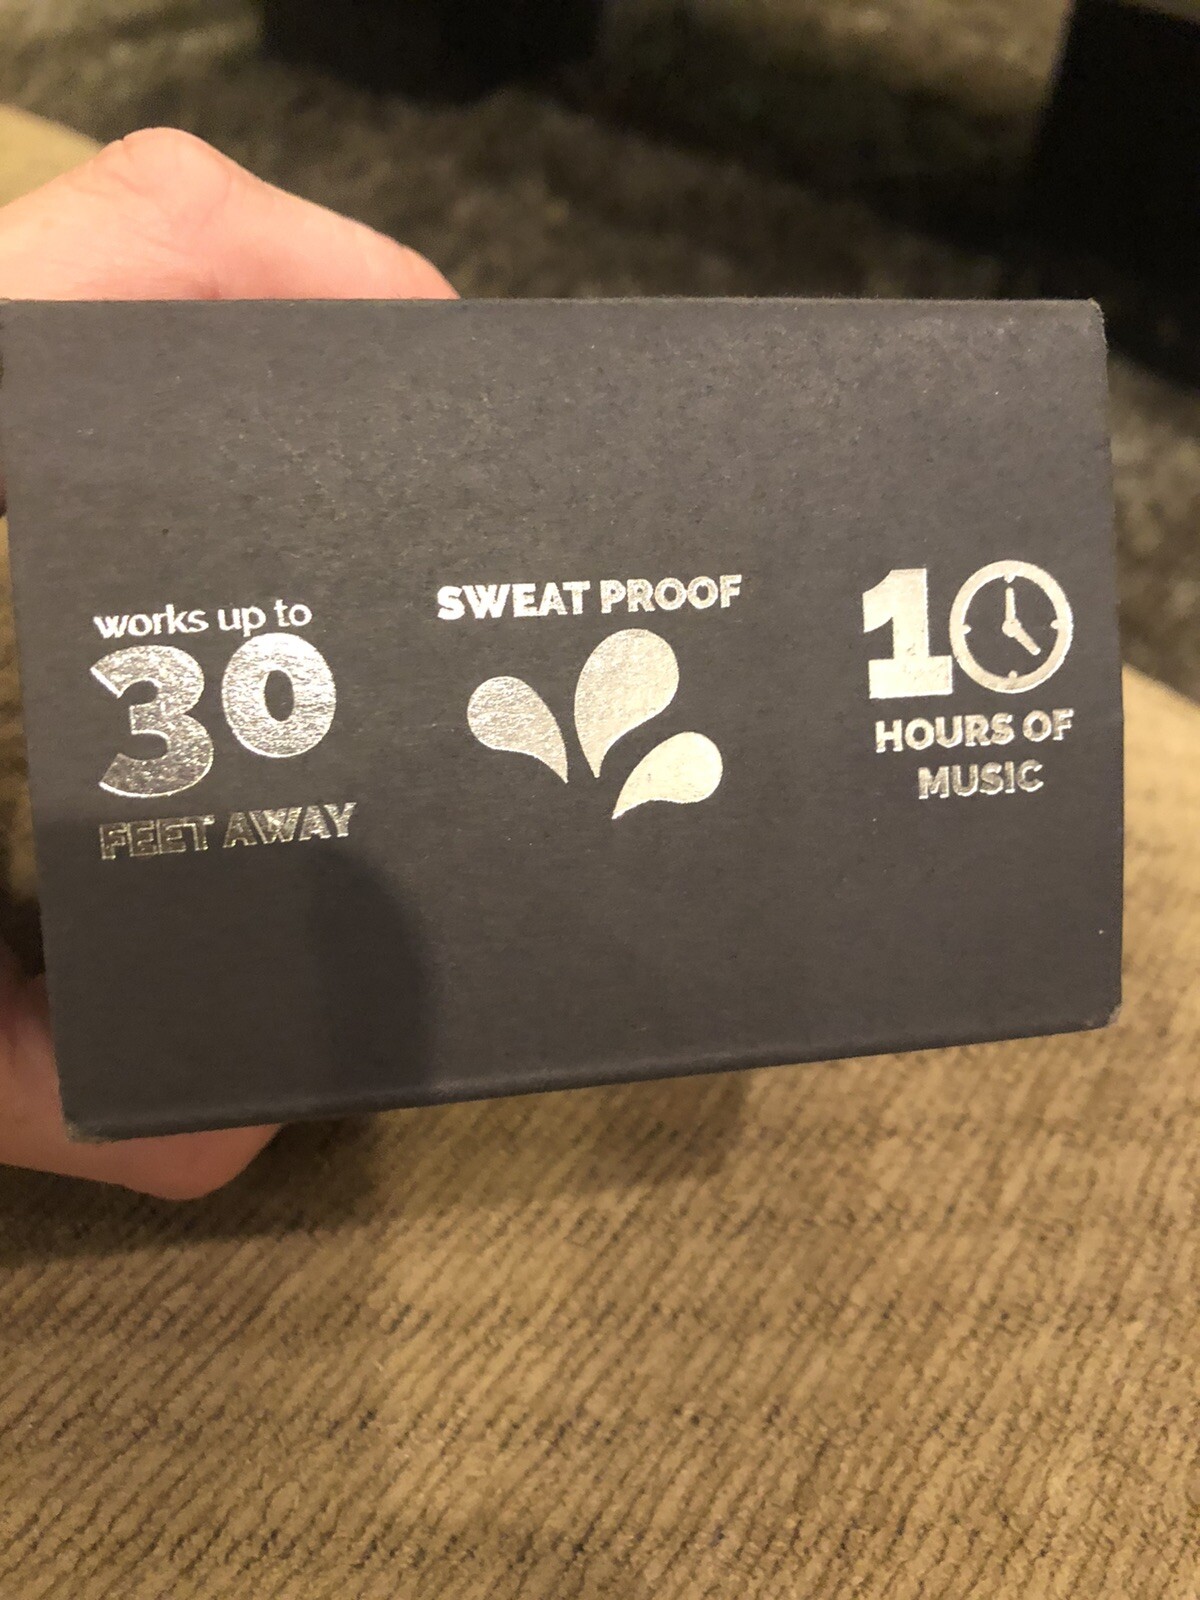 works up to
30
FEET AWAY
SWEAT PROOF
10
HOURS OF
MUSIC